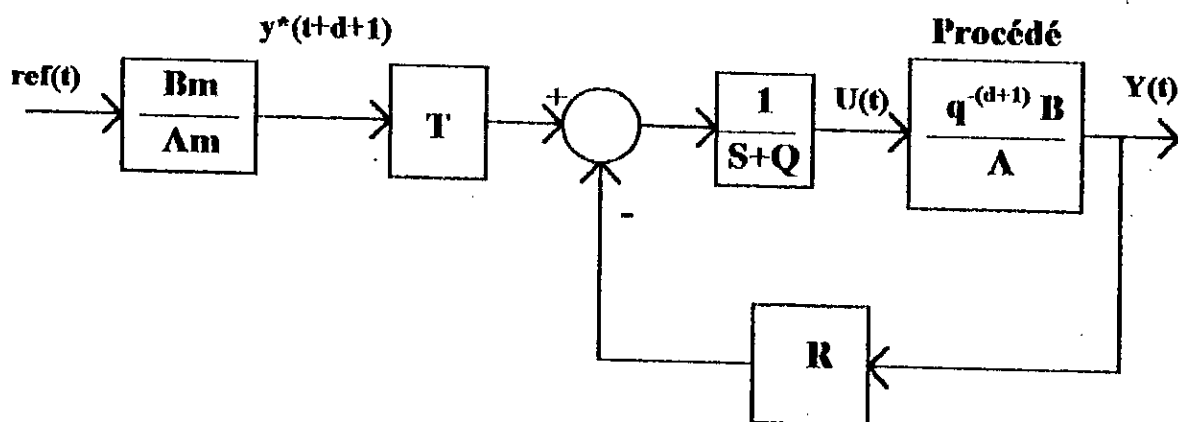 y*(t+d+1)
Procédé
ref(t)
Bm
Am
T
+
-
1
S+Q
U(t)
q-(d+1) B
A
Y(t)
R